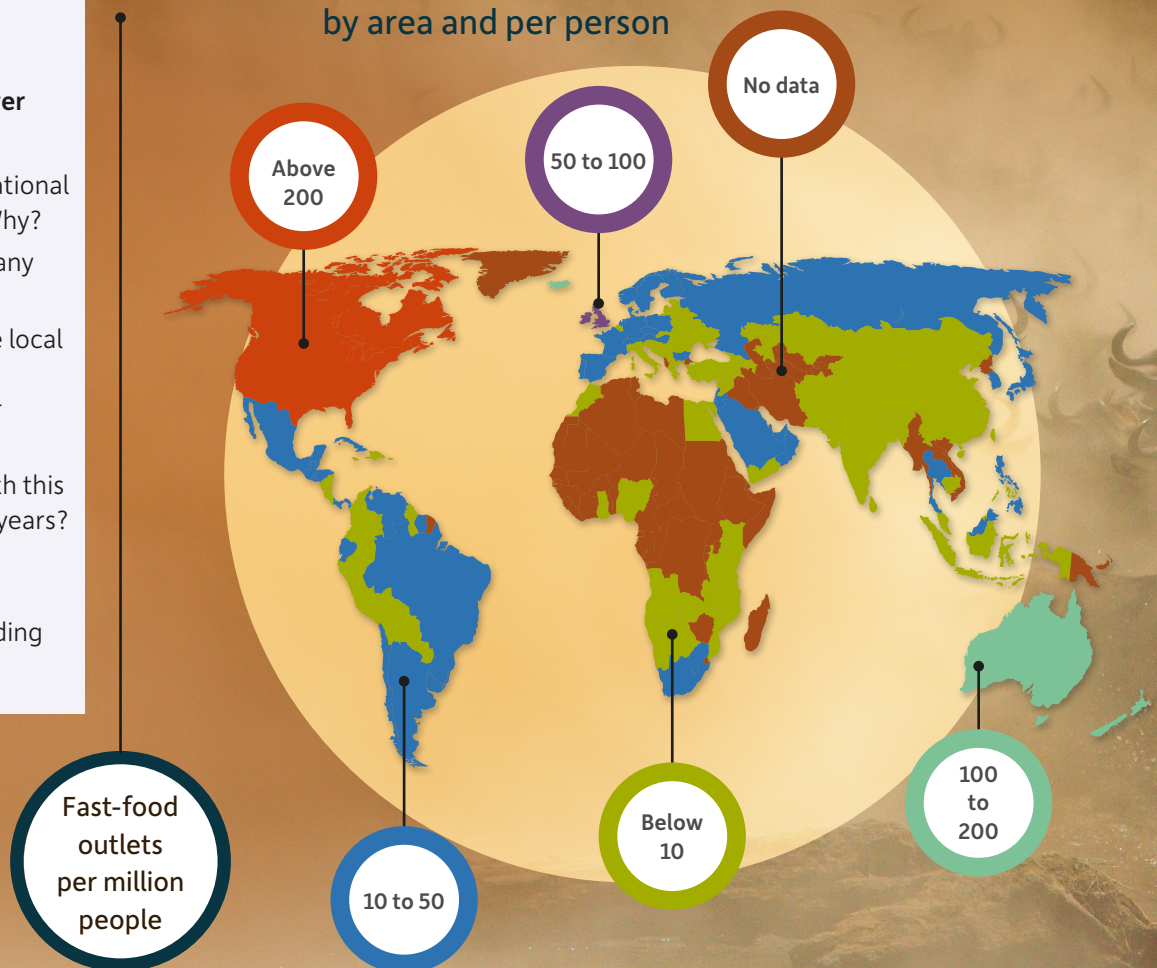 by area and per person
er
ational
Why?
any
e local
th this
years?
ding
No data
50 to 100
Above
200
Fast-food
outlets
per million
people
10 to 50
Below
10
100
to
200